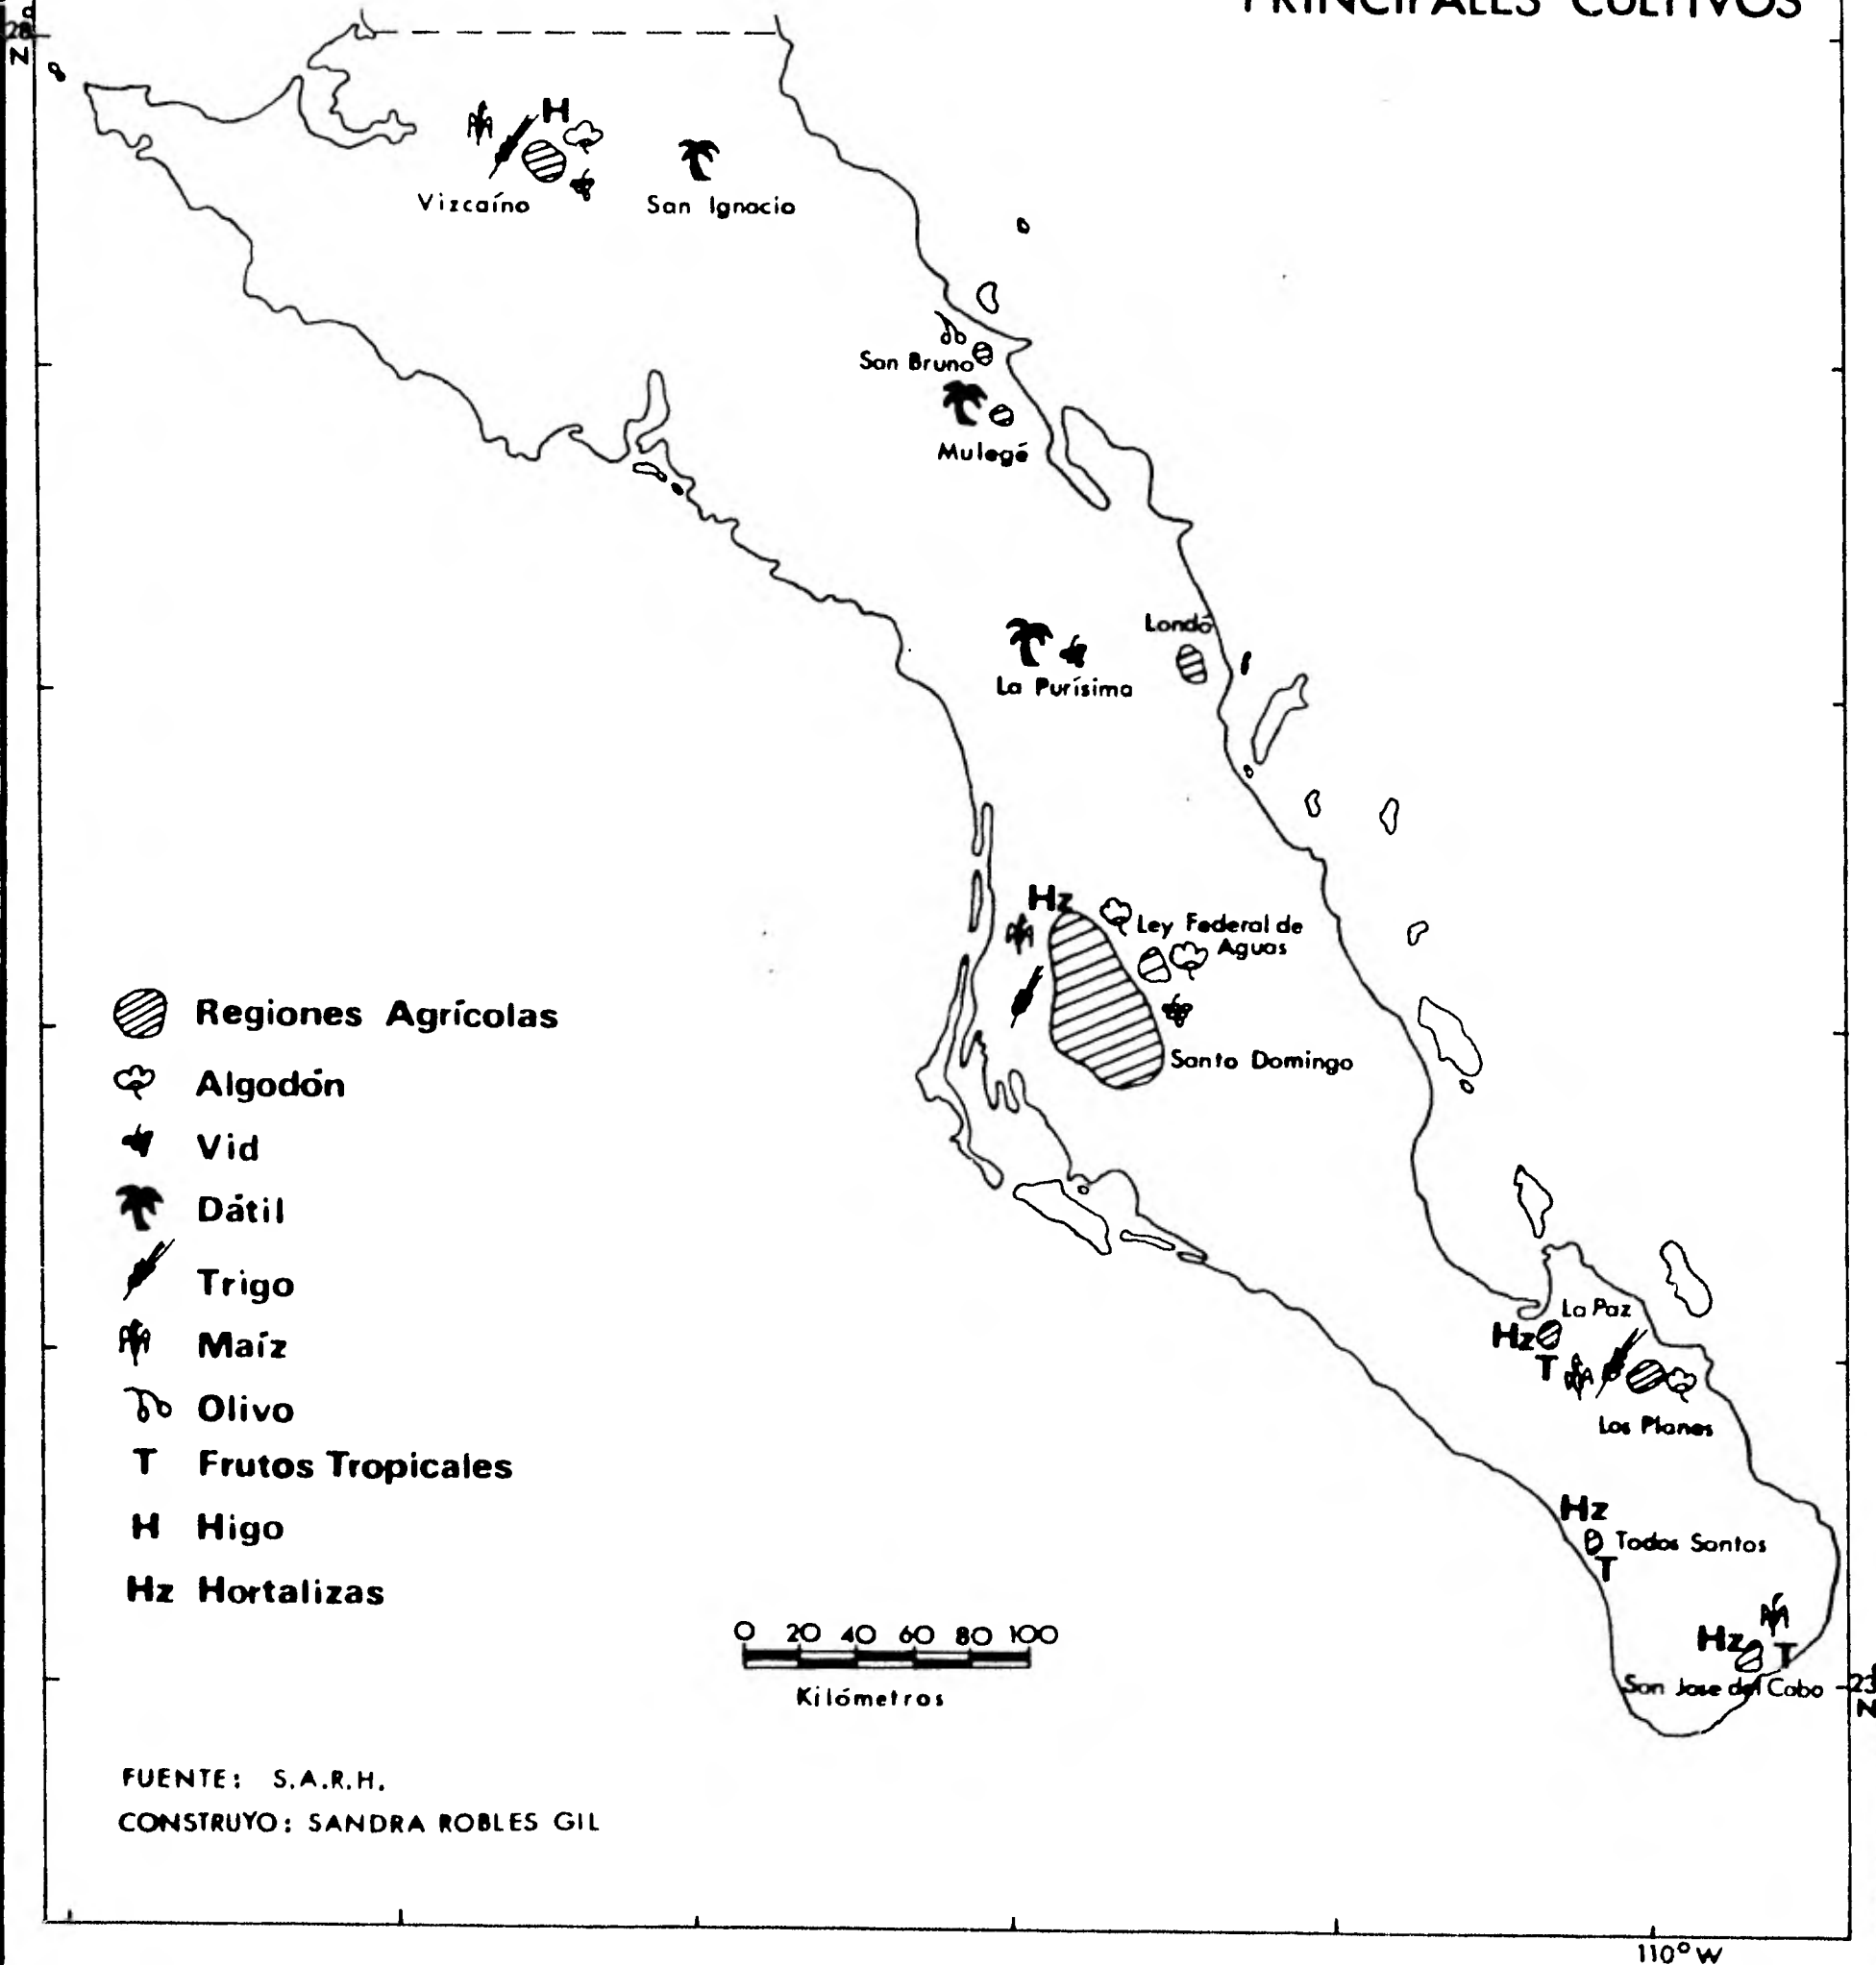 PRINCIPALES CULTIVOS
28
N
H
Vizcaíno
San Ignacio
San Bruno
Mulegé
Londó
La Purísima
Hz
Ley Federal de
Aguas
Santo Domingo
Regiones Agrícolas
Algodón
Vid
Dátil
Trigo
Maíz
Olivo
T Frutos Tropicales
H Higo
Hz Hortalizas
La Paz
Hz
T
Los Planes
Hz
Todos Santos
T
Hz
T
San Jose del Cabo
23
N
0 20 40 60 80 100
Kilómetros
FUENTE: S.A.R.H.
CONSTRUYO: SANDRA ROBLES GIL
110° W